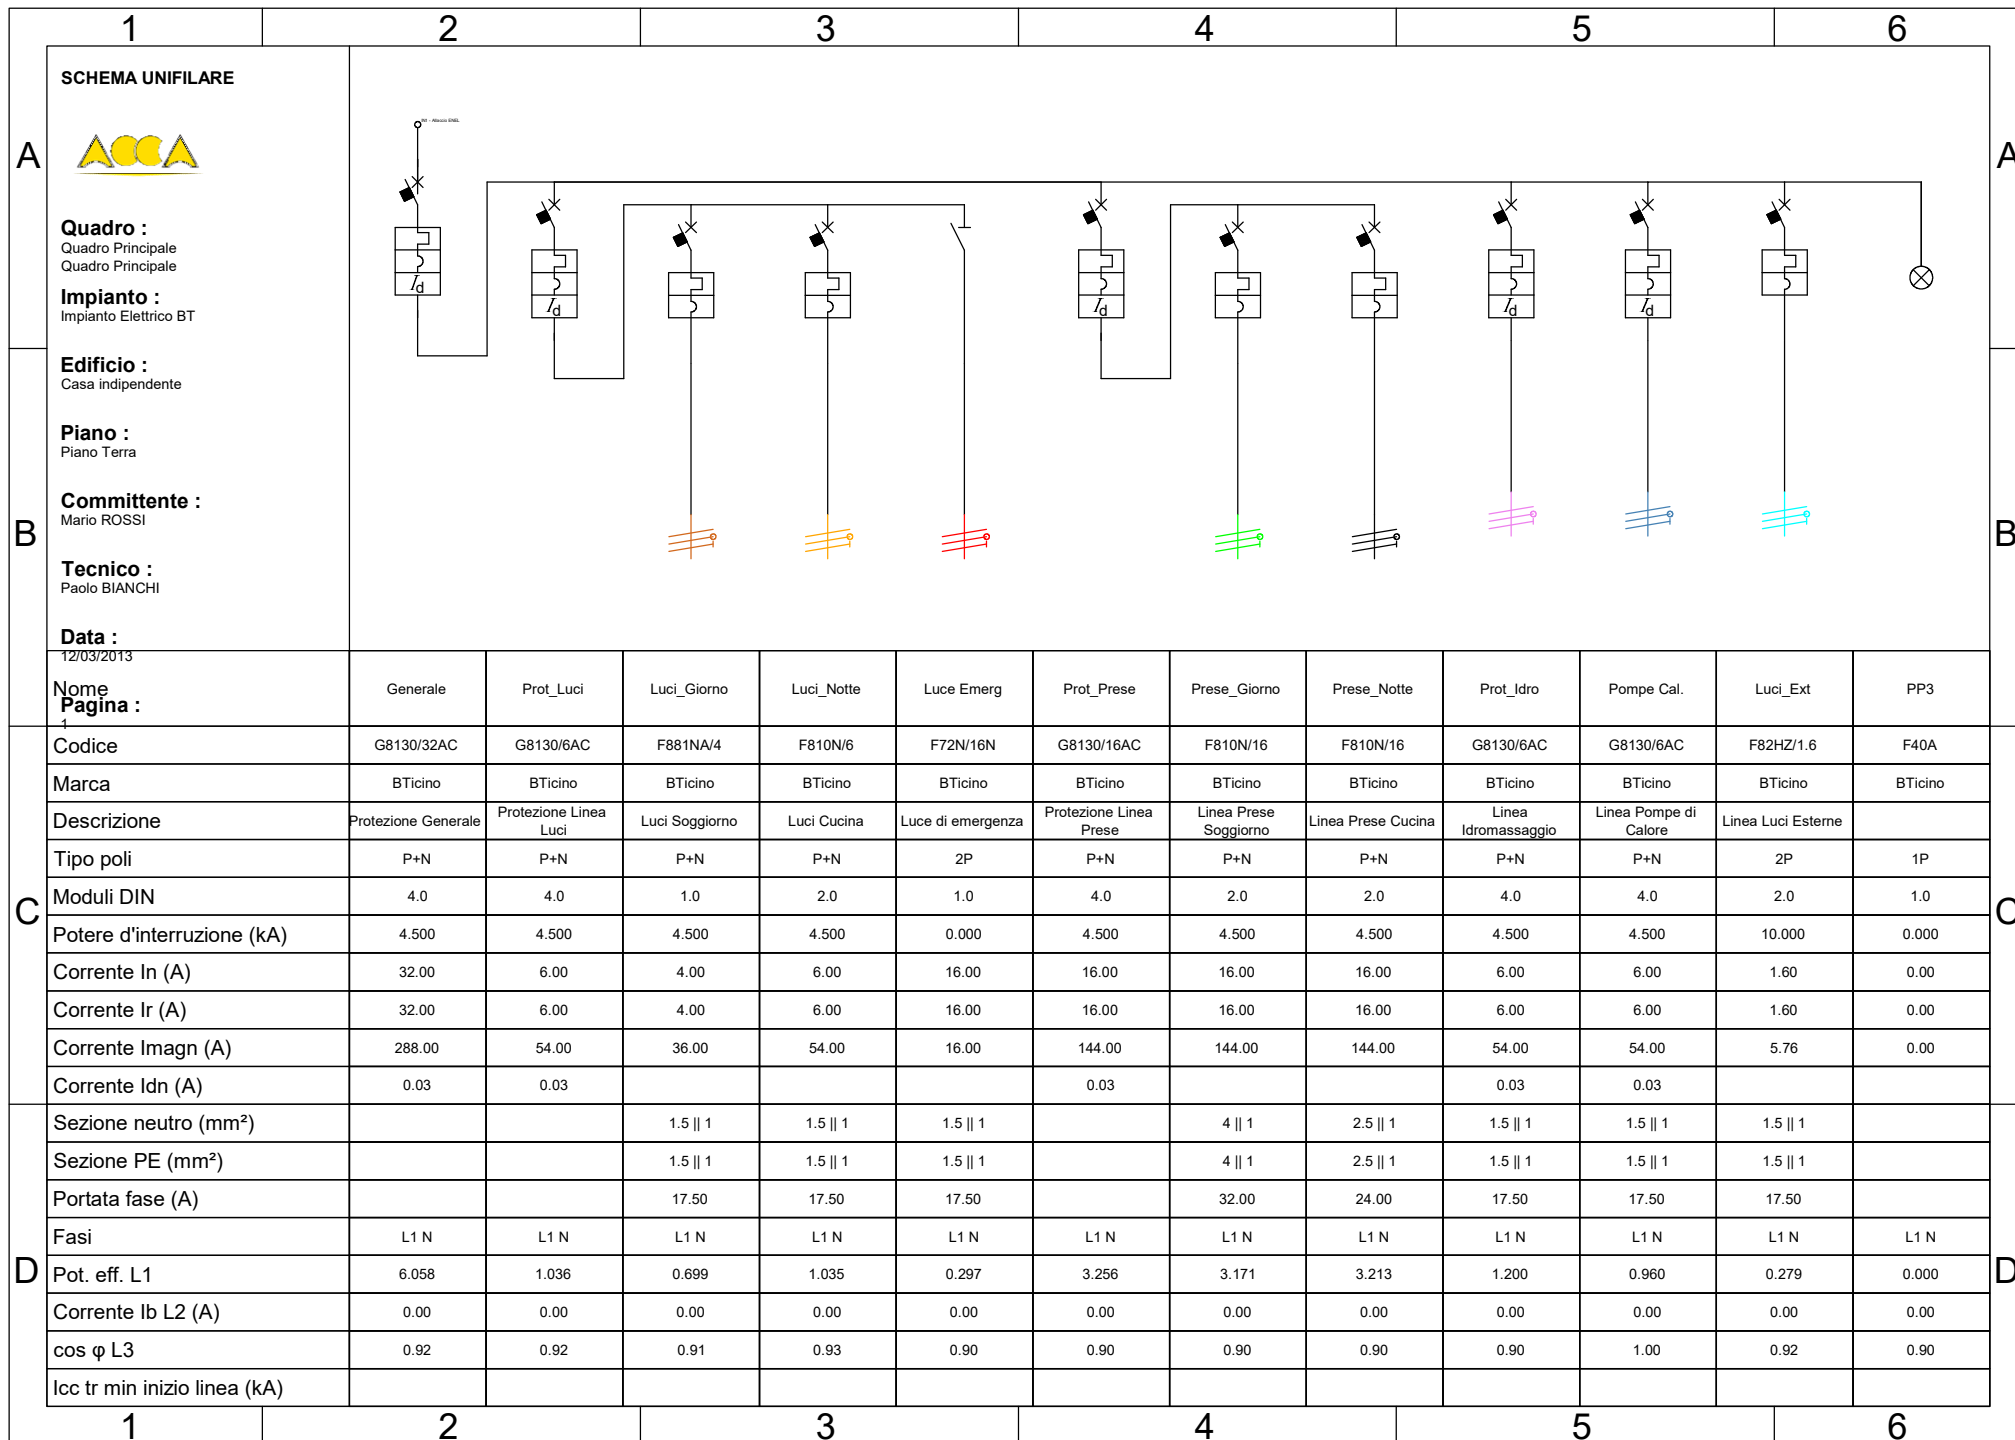 1 2 3 4 5 6
A A
B B
C C
D D
SCHEMA UNIFILARE
ACCA
Quadro :
Quadro Principale
Quadro Principale
Impianto :
Impianto Elettrico BT
Edificio :
Casa indipendente
Piano :
Piano Terra
Committente :
Mario ROSSI
Tecnico :
Paolo BIANCHI
Data :
12/03/2013
Pagina :
1
Id Id Id Id Id
Nome Generale Prot_Luci Luci_Giorno Luci_Notte Luce Emerg Prot_Prese Prese_Giorno Prese_Notte Prot_Idro Pompe Cal. Luci_Ext PP3
Codice G8130/32AC G8130/6AC F881NA/4 F810N/6 F72N/16N G8130/16AC F810N/16 F810N/16 G8130/6AC G8130/6AC F82HZ/1.6 F40A
Marca BTicino BTicino BTicino BTicino BTicino BTicino BTicino BTicino BTicino BTicino BTicino BTicino
Descrizione Protezione Generale Protezione Linea Luci Luci Soggiorno Luci Cucina Luce di emergenza Protezione Linea Prese Linea Prese Soggiorno Linea Prese Cucina Linea Idromassaggio Linea Pompe di Calore Linea Luci Esterne
Tipo poli P+N P+N P+N P+N 2P P+N P+N P+N P+N P+N 2P 1P
Moduli DIN 4.0 4.0 1.0 2.0 1.0 4.0 2.0 2.0 4.0 4.0 2.0 1.0
Potere d'interruzione (kA) 4.500 4.500 4.500 4.500 0.000 4.500 4.500 4.500 4.500 4.500 10.000 0.000
Corrente In (A) 32.00 6.00 4.00 6.00 16.00 16.00 16.00 16.00 6.00 6.00 1.60 0.00
Corrente Ir (A) 32.00 6.00 4.00 6.00 16.00 16.00 16.00 16.00 6.00 6.00 1.60 0.00
Corrente Imagn (A) 288.00 54.00 36.00 54.00 16.00 144.00 144.00 144.00 54.00 54.00 5.76 0.00
Corrente Idn (A) 0.03 0.03 0.03 0.03 0.03
Sezione neutro (mm²) 1.5 || 1 1.5 || 1 1.5 || 1 4 || 1 2.5 || 1 1.5 || 1 1.5 || 1 1.5 || 1
Sezione PE (mm²) 1.5 || 1 1.5 || 1 1.5 || 1 4 || 1 2.5 || 1 1.5 || 1 1.5 || 1 1.5 || 1
Portata fase (A) 17.50 17.50 17.50 32.00 24.00 17.50 17.50 17.50
Fasi L1 N L1 N L1 N L1 N L1 N L1 N L1 N L1 N L1 N L1 N L1 N L1 N
Pot. eff. L1 6.058 1.036 0.699 1.035 0.297 3.256 3.171 3.213 1.200 0.960 0.279 0.000
Corrente Ib L2 (A) 0.00 0.00 0.00 0.00 0.00 0.00 0.00 0.00 0.00 0.00 0.00 0.00
cos φ L3 0.92 0.92 0.91 0.93 0.90 0.90 0.90 0.90 0.90 1.00 0.92 0.90
Icc tr min inizio linea (kA)
1 2 3 4 5 6